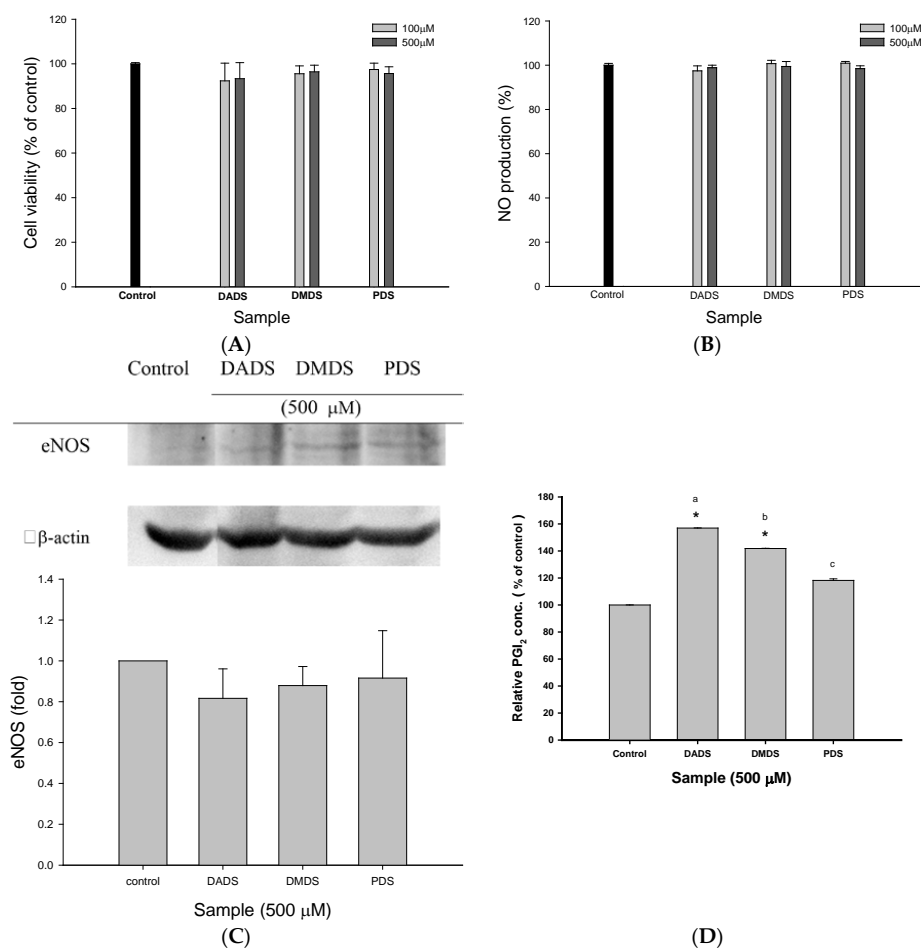 120
100
80
60
40
20
0
Cell viability (% of control)
100μM
500μM
Control
DADS
DMDS
PDS
Sample
(A)
120
100
80
60
40
20
0
NO production (%)
100μM
500μM
Control
DADS
DMDS
PDS
Sample
(B)
Control DADS DMDS PDS
(500 μM)
eNOS
□β-actin
1.4
1.2
1.0
0.8
0.6
0.4
0.2
0.0
eNOS (fold)
control
DADS
DMDS
PDS
Sample (500 μM)
(C)
180
160
140
120
100
80
60
40
20
0
Relative PGI₂ conc. ( % of control )
a
*
b
*
c
Control
DADS
DMDS
PDS
Sample (500 μM)
(D)